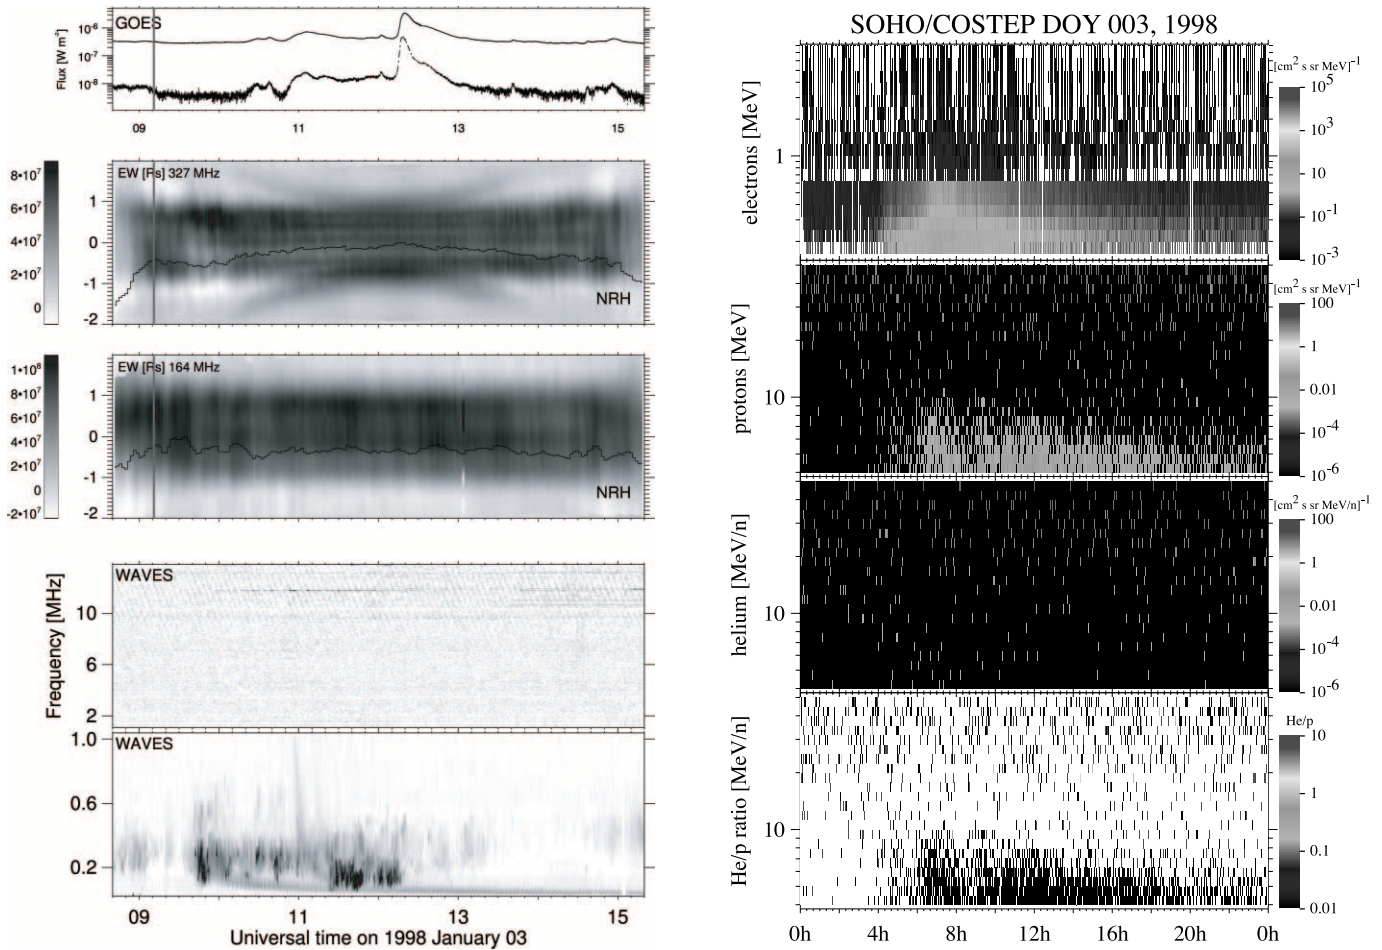 GOES
Flux [W m⁻²]
10⁻⁶
10⁻⁷
10⁻⁸
09 11 13 15
8•10⁷
6•10⁷
4•10⁷
2•10⁷
0
EW [Rs] 327 MHz
1
0
-1
-2
NRH
1•10⁸
8•10⁷
6•10⁷
4•10⁷
2•10⁷
0
-2•10⁷
EW [Rs] 164 MHz
1
0
-1
-2
NRH
Frequency [MHz]
WAVES
10
6
2
WAVES
1.0
0.6
0.2
09 11 13 15
Universal time on 1998 January 03
SOHO/COSTEP DOY 003, 1998
electrons [MeV]
1
[cm² s sr MeV]⁻¹
10⁵
10³
10
10⁻¹
10⁻³
protons [MeV]
10
[cm² s sr MeV]⁻¹
100
1
0.01
10⁻⁴
10⁻⁶
helium [MeV/n]
10
[cm² s sr MeV/n]⁻¹
100
1
0.01
10⁻⁴
10⁻⁶
He/p ratio [MeV/n]
10
He/p
10
1
0.1
0.01
0h 4h 8h 12h 16h 20h 0h